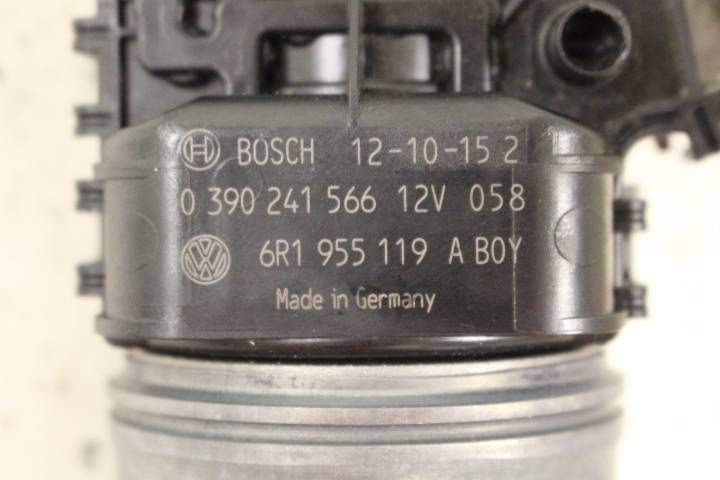 BOSCH 12-10-15 2
0 390 241 566 12V 058
6R1 955 119 A BOY
Made in Germany